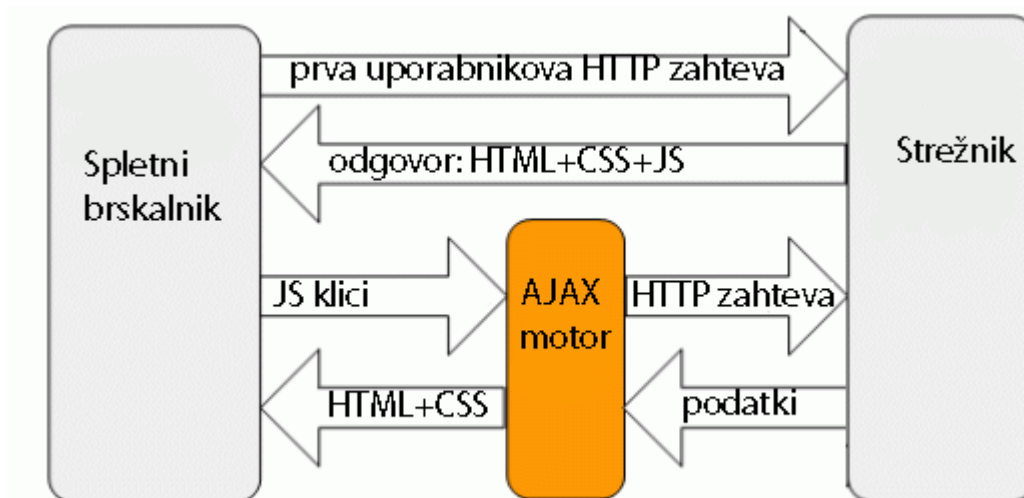 prva uporabnikova HTTP zahteva
odgovor: HTML+CSS+JS
Spletni
brskalnik
Strežnik
JS klici
AJAX
motor
HTTP zahteva
HTML+CSS
podatki